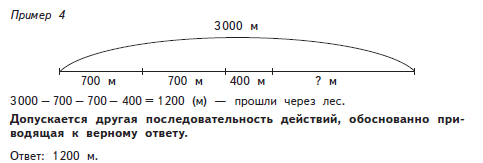 Пример 4
3000 м
700 м 700 м 400 м ? м
3000 – 700 – 700 – 400 = 1200 (м) — прошли через лес.
Допускается другая последовательность действий, обоснованно при-
водящая к верному ответу.
Ответ: 1200 м.